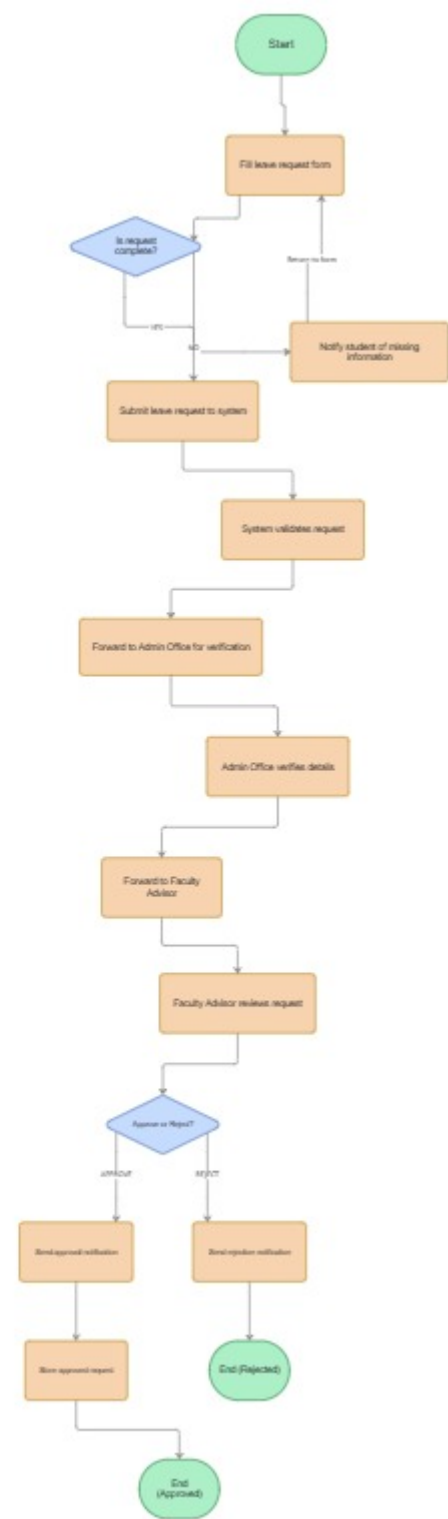 Start
Fill leave request form
Is request
complete?
Return to form
YES
NO
Notify student of missing
information
Submit leave request to system
System validates request
Forward to Admin Office for verification
Admin Office verifies details
Forward to Faculty
Advisor
Faculty Advisor reviews request
Approve or Reject?
APPROVE
REJECT
Send approval notification
Send rejection notification
Store approved request
End (Rejected)
End
(Approved)